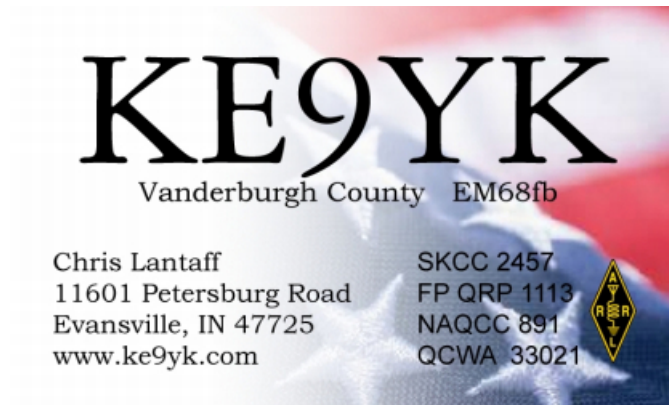 KE9YK
Vanderburgh County EM68fb
Chris Lantaff
11601 Petersburg Road
Evansville, IN 47725
www.ke9yk.com
SKCC 2457
FP QRP 1113
NAQCC 891
QCWA 33021
A
R R
L